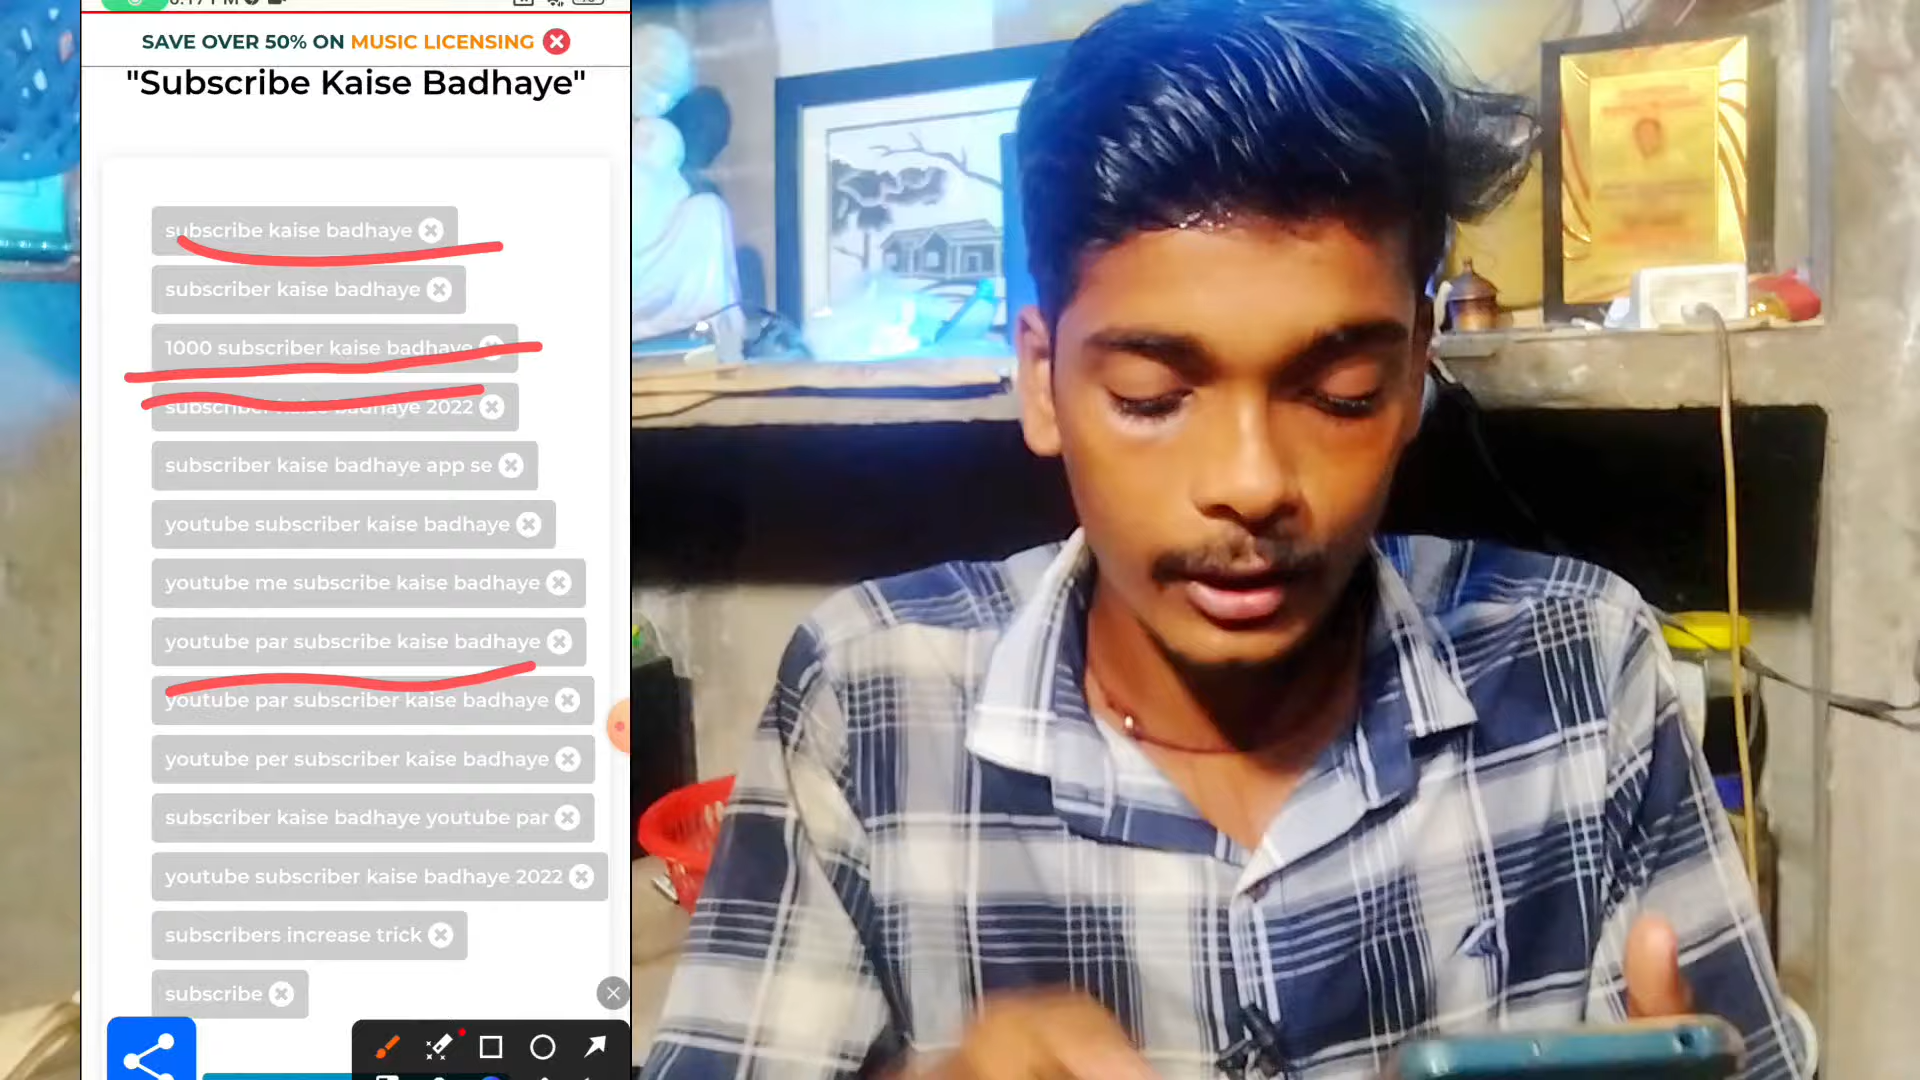 SAVE OVER 50% ON MUSIC LICENSING
"Subscribe Kaise Badhaye"
subscribe kaise badhaye
subscriber kaise badhaye
1000 subscriber kaise badhaye
subscriber kaise badhaye 2022
subscriber kaise badhaye app se
youtube subscriber kaise badhaye
youtube me subscribe kaise badhaye
youtube par subscribe kaise badhaye
youtube par subscriber kaise badhaye
youtube per subscriber kaise badhaye
subscriber kaise badhaye youtube par
youtube subscriber kaise badhaye 2022
subscribers increase trick
subscribe